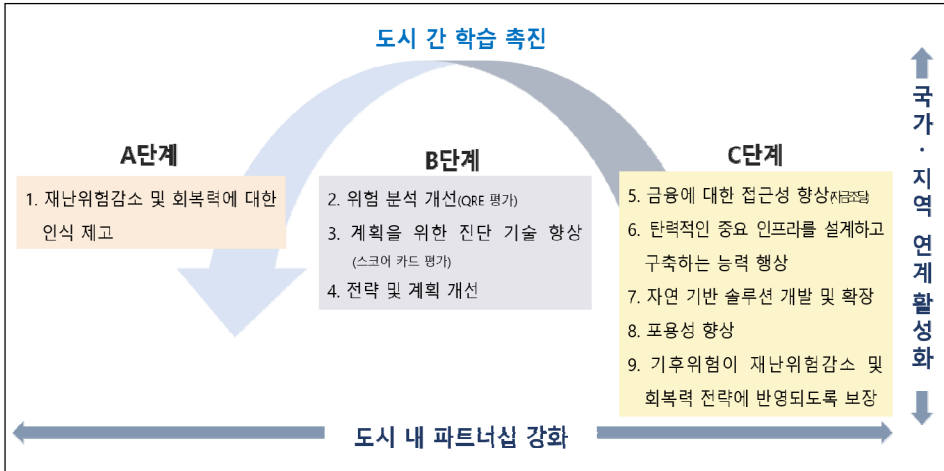 도시 간 학습 촉진
A단계
1. 재난위험감소 및 회복력에 대한
인식 제고
B단계
2. 위험 분석 개선(QRE 평가)
3. 계획을 위한 진단 기술 향상
(스코어 카드 평가)
4. 전략 및 계획 개선
C단계
5. 금융에 대한 접근성 향상(자금조달)
6. 탄력적인 중요 인프라를 설계하고
구축하는 능력 행상
7. 자연 기반 솔루션 개발 및 확장
8. 포용성 향상
9. 기후위험이 재난위험감소 및
회복력 전략에 반영되도록 보장
국가·지역 연계활성화
도시 내 파트너십 강화